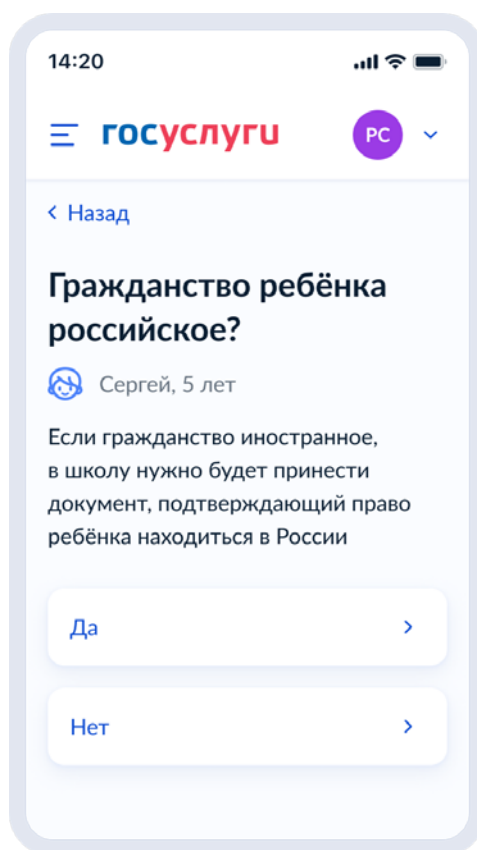 14:20
госуслуги
РС
Назад
Гражданство ребёнка
российское?
Сергей, 5 лет
Если гражданство иностранное,
в школу нужно будет принести
документ, подтверждающий право
ребёнка находиться в России
Да
Нет